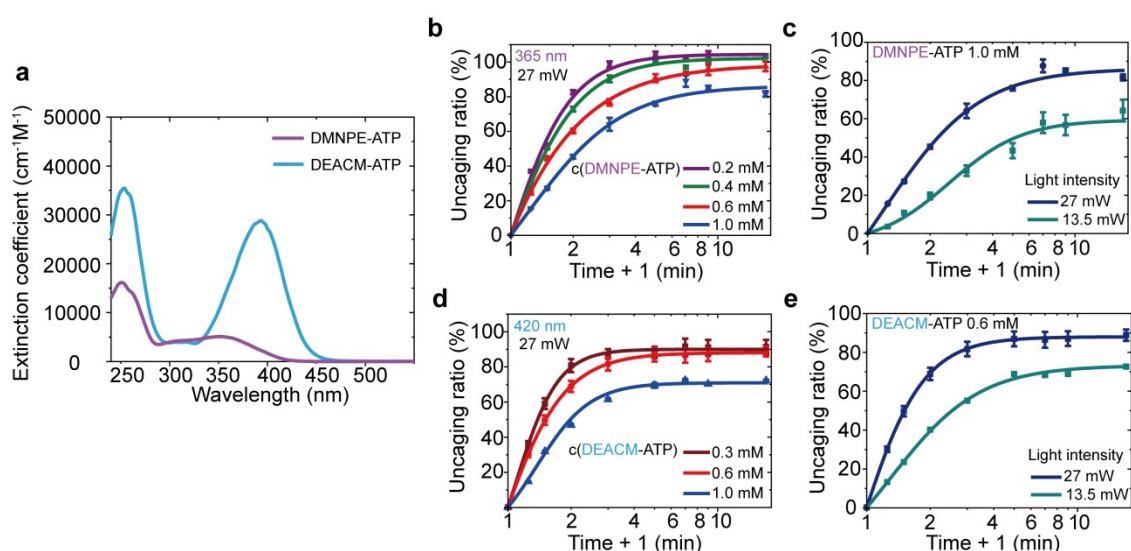 a
Extinction coefficient (cm⁻¹M⁻¹)
50000
40000
30000
20000
10000
0
DMNPE-ATP
DEACM-ATP
250 300 350 400 450 500
Wavelength (nm)
b
Uncaging ratio (%)
100
80
60
40
20
365 nm
27 mW
c(DMNPE-ATP)
0.2 mM
0.4 mM
0.6 mM
1.0 mM
1 2 4 6 8 10
Time + 1 (min)
c
Uncaging ratio (%)
100
80
60
40
20
0
DMNPE-ATP 1.0 mM
Light intensity
27 mW
13.5 mW
1 2 4 6 8 10
Time + 1 (min)
d
Uncaging ratio (%)
100
80
60
40
20
420 nm
27 mW
c(DEACM-ATP)
0.3 mM
0.6 mM
1.0 mM
1 2 4 6 8 10
Time + 1 (min)
e
Uncaging ratio (%)
100
80
60
40
20
0
DEACM-ATP 0.6 mM
Light intensity
27 mW
13.5 mW
1 2 4 6 8 10
Time + 1 (min)